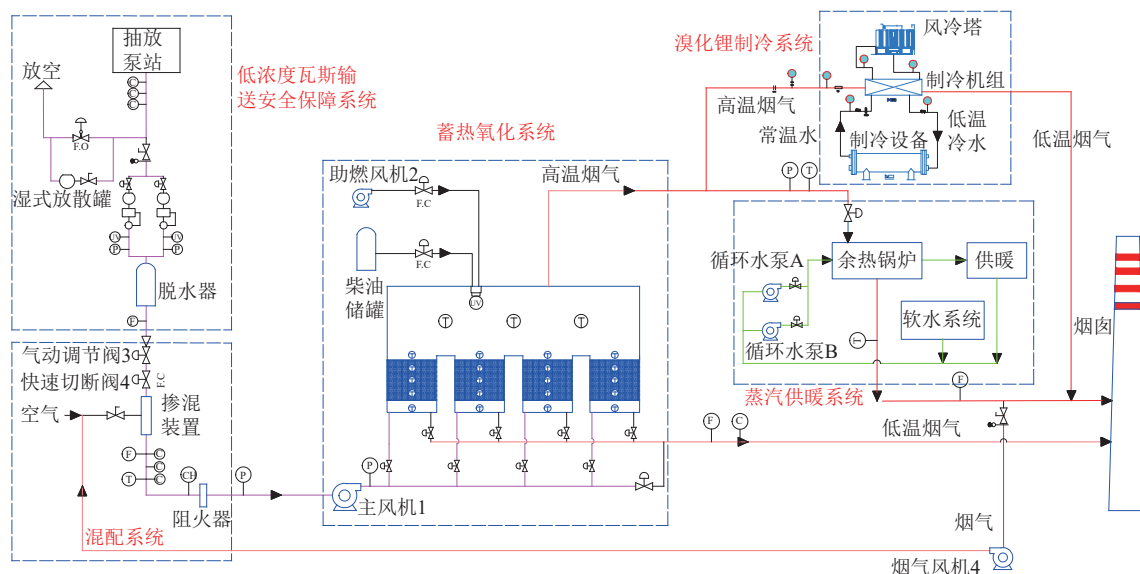 抽放
泵站
放空
C
C
C
F.O
湿式放散罐
UV
UV
P
P
脱水器
F
低浓度瓦斯输
送安全保障系统
气动调节阀3
快速切断阀4
F.C
空气
掺混
装置
F
C
C
T
C
CH
P
阻火器
混配系统
蓄热氧化系统
助燃风机2
F.C
柴油
储罐
F.C
UV
T
T
T
高温烟气
P
主风机1
溴化锂制冷系统
风冷塔
制冷机组
高温烟气
常温水
制冷设备
低温
冷水
低温烟气
P
T
循环水泵A
余热锅炉
供暖
软水系统
循环水泵B
T
蒸汽供暖系统
F
F
C
低温烟气
烟囱
烟气
烟气风机4